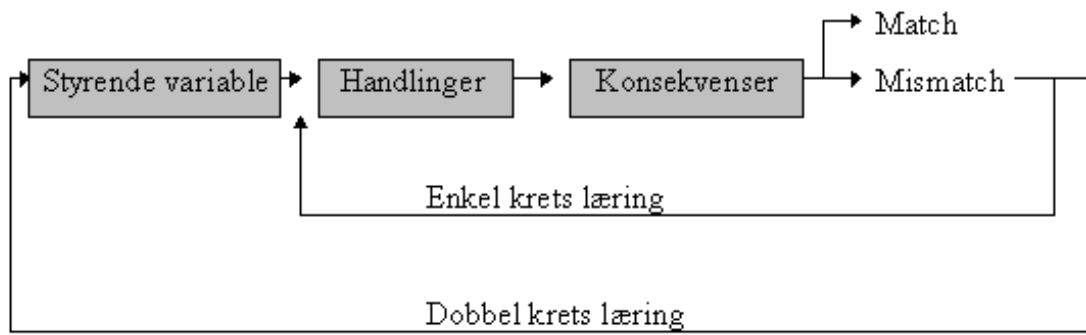 Match
Styrende variable
Handlinger
Konsekvenser
Mismatch
Enkel krets læring
Dobbel krets læring